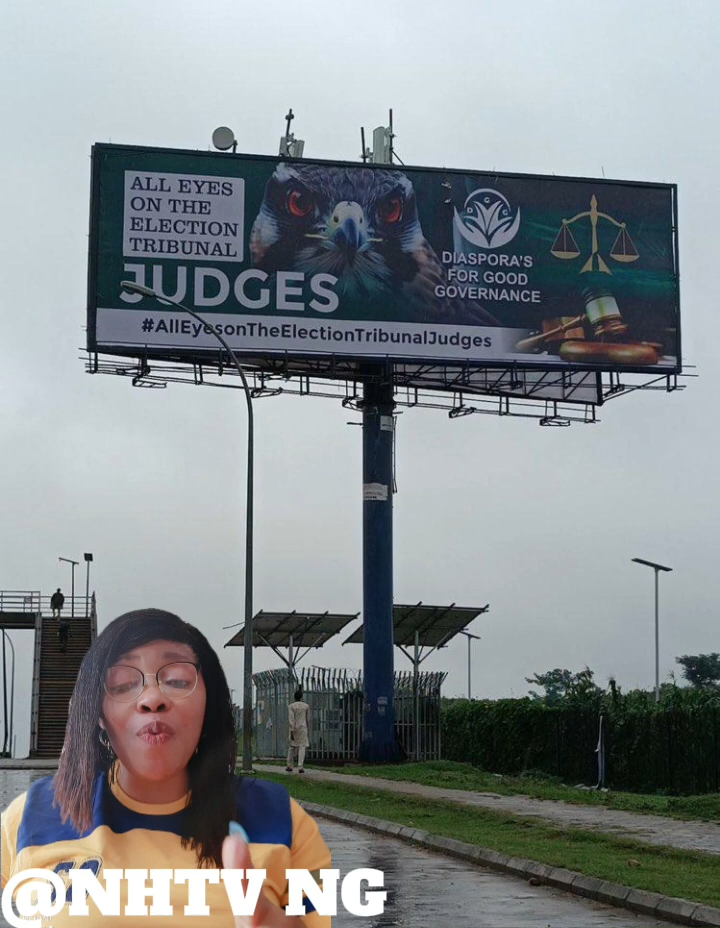 ALL EYES
ON THE
ELECTION
TRIBUNAL
JUDGES
DIASPORA'S
FOR GOOD
GOVERNANCE
#AllEyesonTheElectionTribunalJudges
@NHTV NG